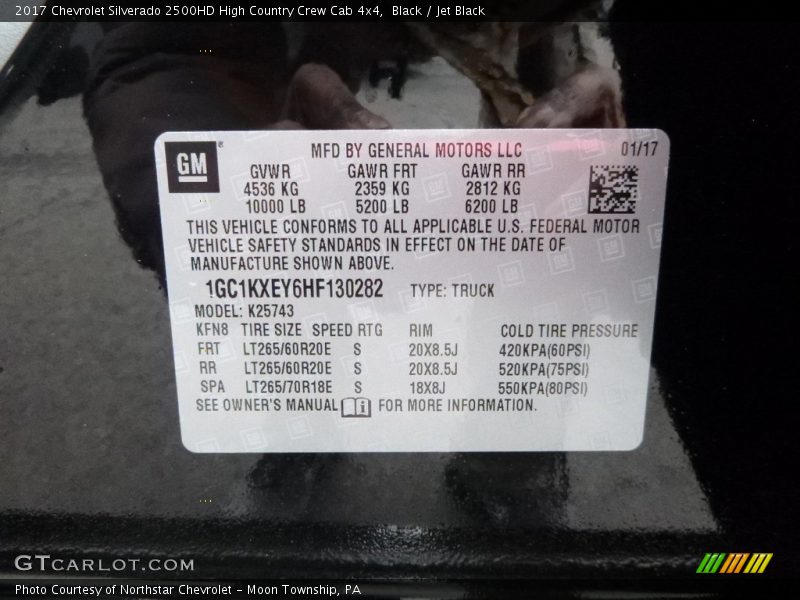 2017 Chevrolet Silverado 2500HD High Country Crew Cab 4x4, Black / Jet Black
GM
MFD BY GENERAL MOTORS LLC 01/17
GVWR GAWR FRT GAWR RR
4536 KG 2359 KG 2812 KG
10000 LB 5200 LB 6200 LB
THIS VEHICLE CONFORMS TO ALL APPLICABLE U.S. FEDERAL MOTOR
VEHICLE SAFETY STANDARDS IN EFFECT ON THE DATE OF
MANUFACTURE SHOWN ABOVE.
1GC1KXEY6HF130282 TYPE: TRUCK
MODEL: K25743
KFN8 TIRE SIZE SPEED RTG RIM COLD TIRE PRESSURE
FRT LT265/60R20E S 20X8.5J 420KPA(60PSI)
RR LT265/60R20E S 20X8.5J 520KPA(75PSI)
SPA LT265/70R18E S 18X8J 550KPA(80PSI)
SEE OWNER'S MANUAL i FOR MORE INFORMATION.
GTCARLOT.COM
Photo Courtesy of Northstar Chevrolet - Moon Township, PA